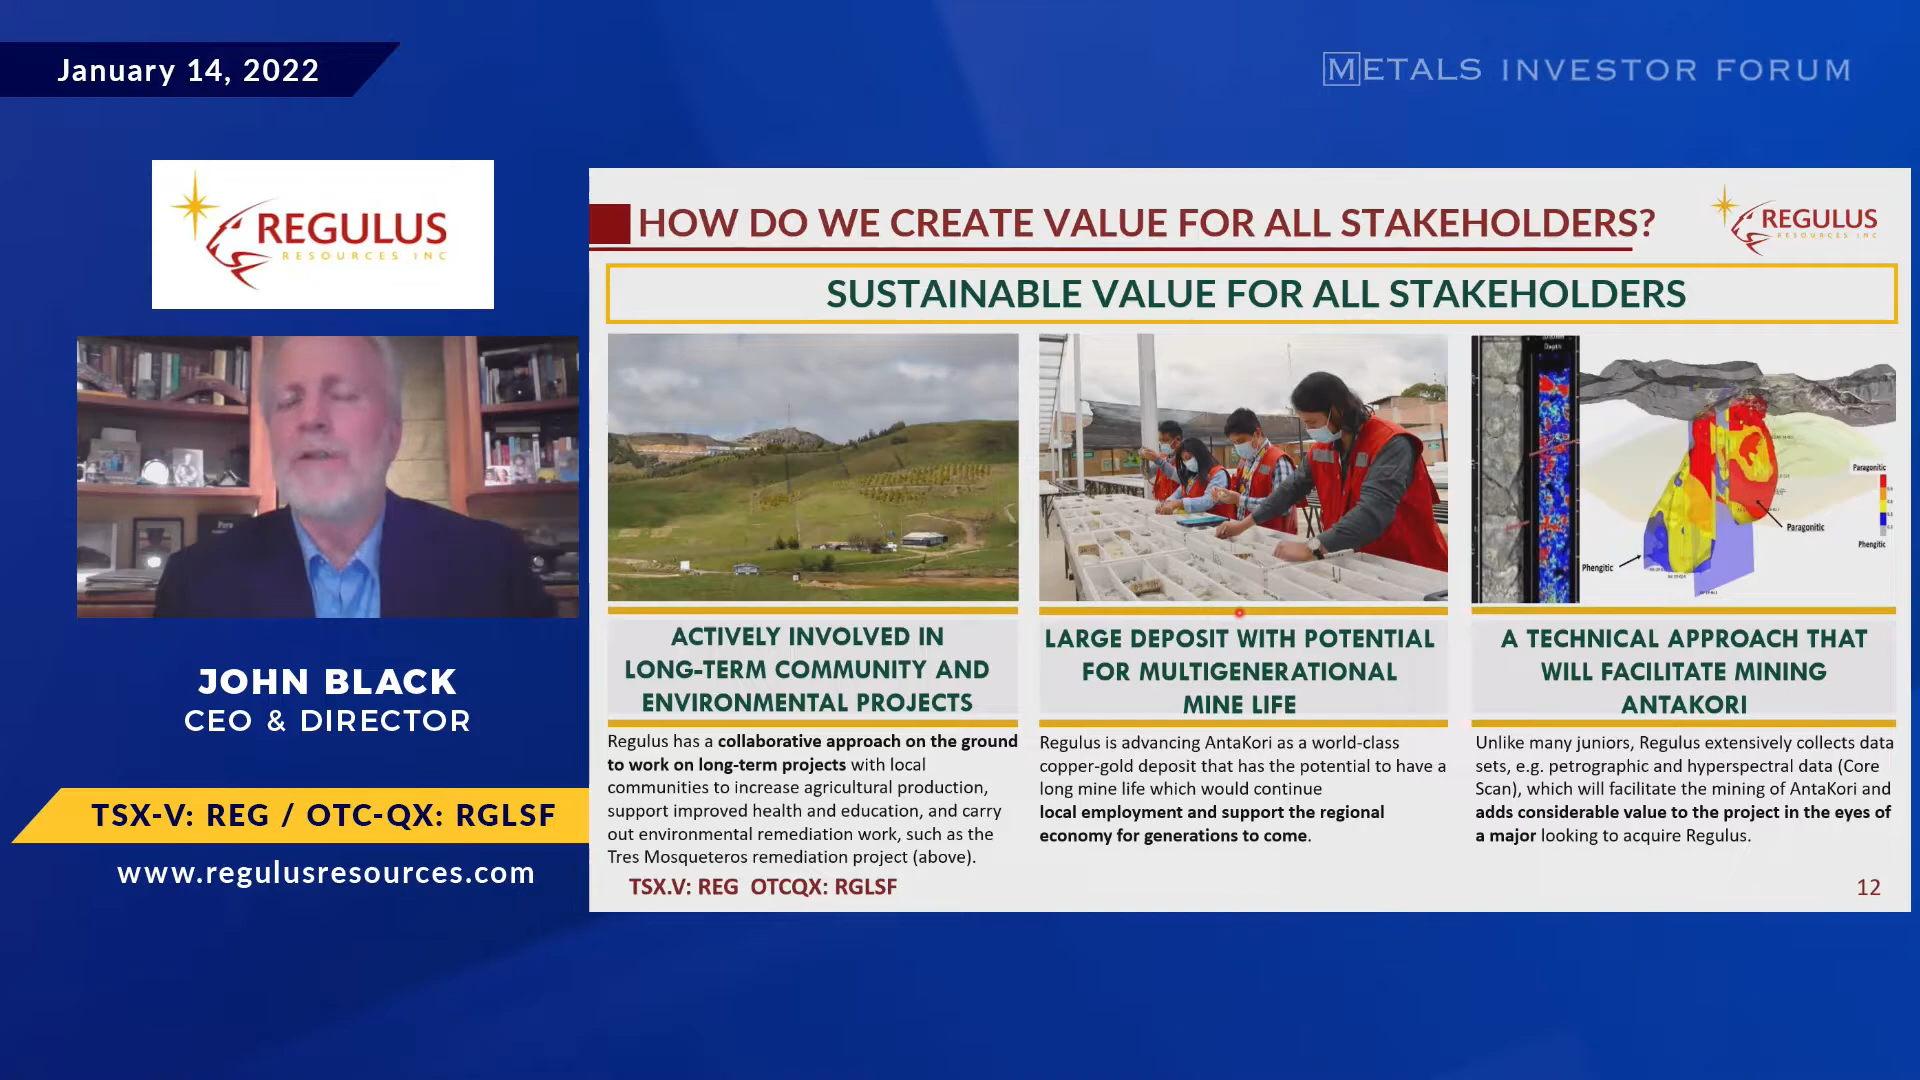 January 14, 2022
METALS INVESTOR FORUM
REGULUS
RESOURCES INC
JOHN BLACK
CEO & DIRECTOR
TSX-V: REG / OTC-QX: RGLSF
www.regulusresources.com
HOW DO WE CREATE VALUE FOR ALL STAKEHOLDERS?
REGULUS
RESOURCES INC
SUSTAINABLE VALUE FOR ALL STAKEHOLDERS
ACTIVELY INVOLVED IN
LONG-TERM COMMUNITY AND
ENVIRONMENTAL PROJECTS
Regulus has a collaborative approach on the ground
to work on long-term projects with local
communities to increase agricultural production,
support improved health and education, and carry
out environmental remediation work, such as the
Tres Mosqueteros remediation project (above).
LARGE DEPOSIT WITH POTENTIAL
FOR MULTIGENERATIONAL
MINE LIFE
Regulus is advancing AntaKori as a world-class
copper-gold deposit that has the potential to have a
long mine life which would continue
local employment and support the regional
economy for generations to come.
Depth
Paragonitic
Paragonitic
Phengitic
Phengitic
A TECHNICAL APPROACH THAT
WILL FACILITATE MINING
ANTAKORI
Unlike many juniors, Regulus extensively collects data
sets, e.g. petrographic and hyperspectral data (Core
Scan), which will facilitate the mining of AntaKori and
adds considerable value to the project in the eyes of
a major looking to acquire Regulus.
TSX.V: REG OTCQX: RGLSF
12